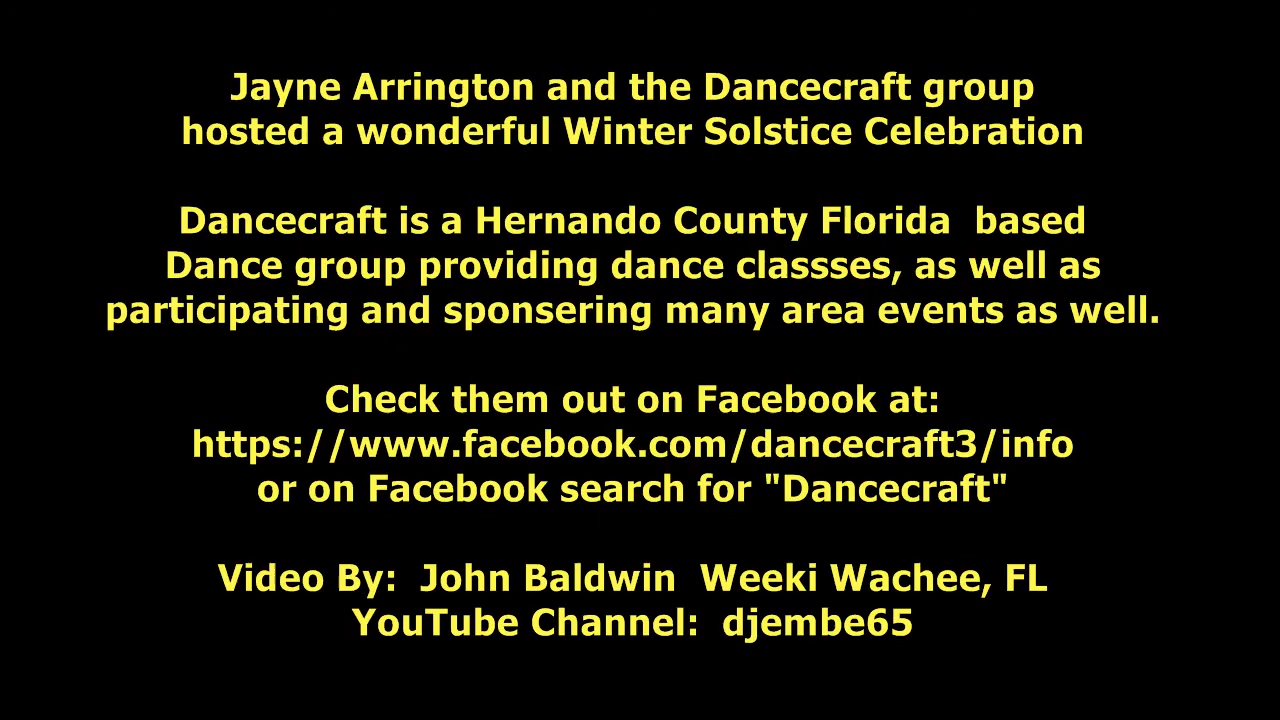 Jayne Arrington and the Dancecraft group
hosted a wonderful Winter Solstice Celebration
Dancecraft is a Hernando County Florida  based
Dance group providing dance classses, as well as
participating and sponsering many area events as well.
Check them out on Facebook at:
https://www.facebook.com/dancecraft3/info
or on Facebook search for "Dancecraft"
Video By:  John Baldwin  Weeki Wachee, FL
YouTube Channel:  djembe65